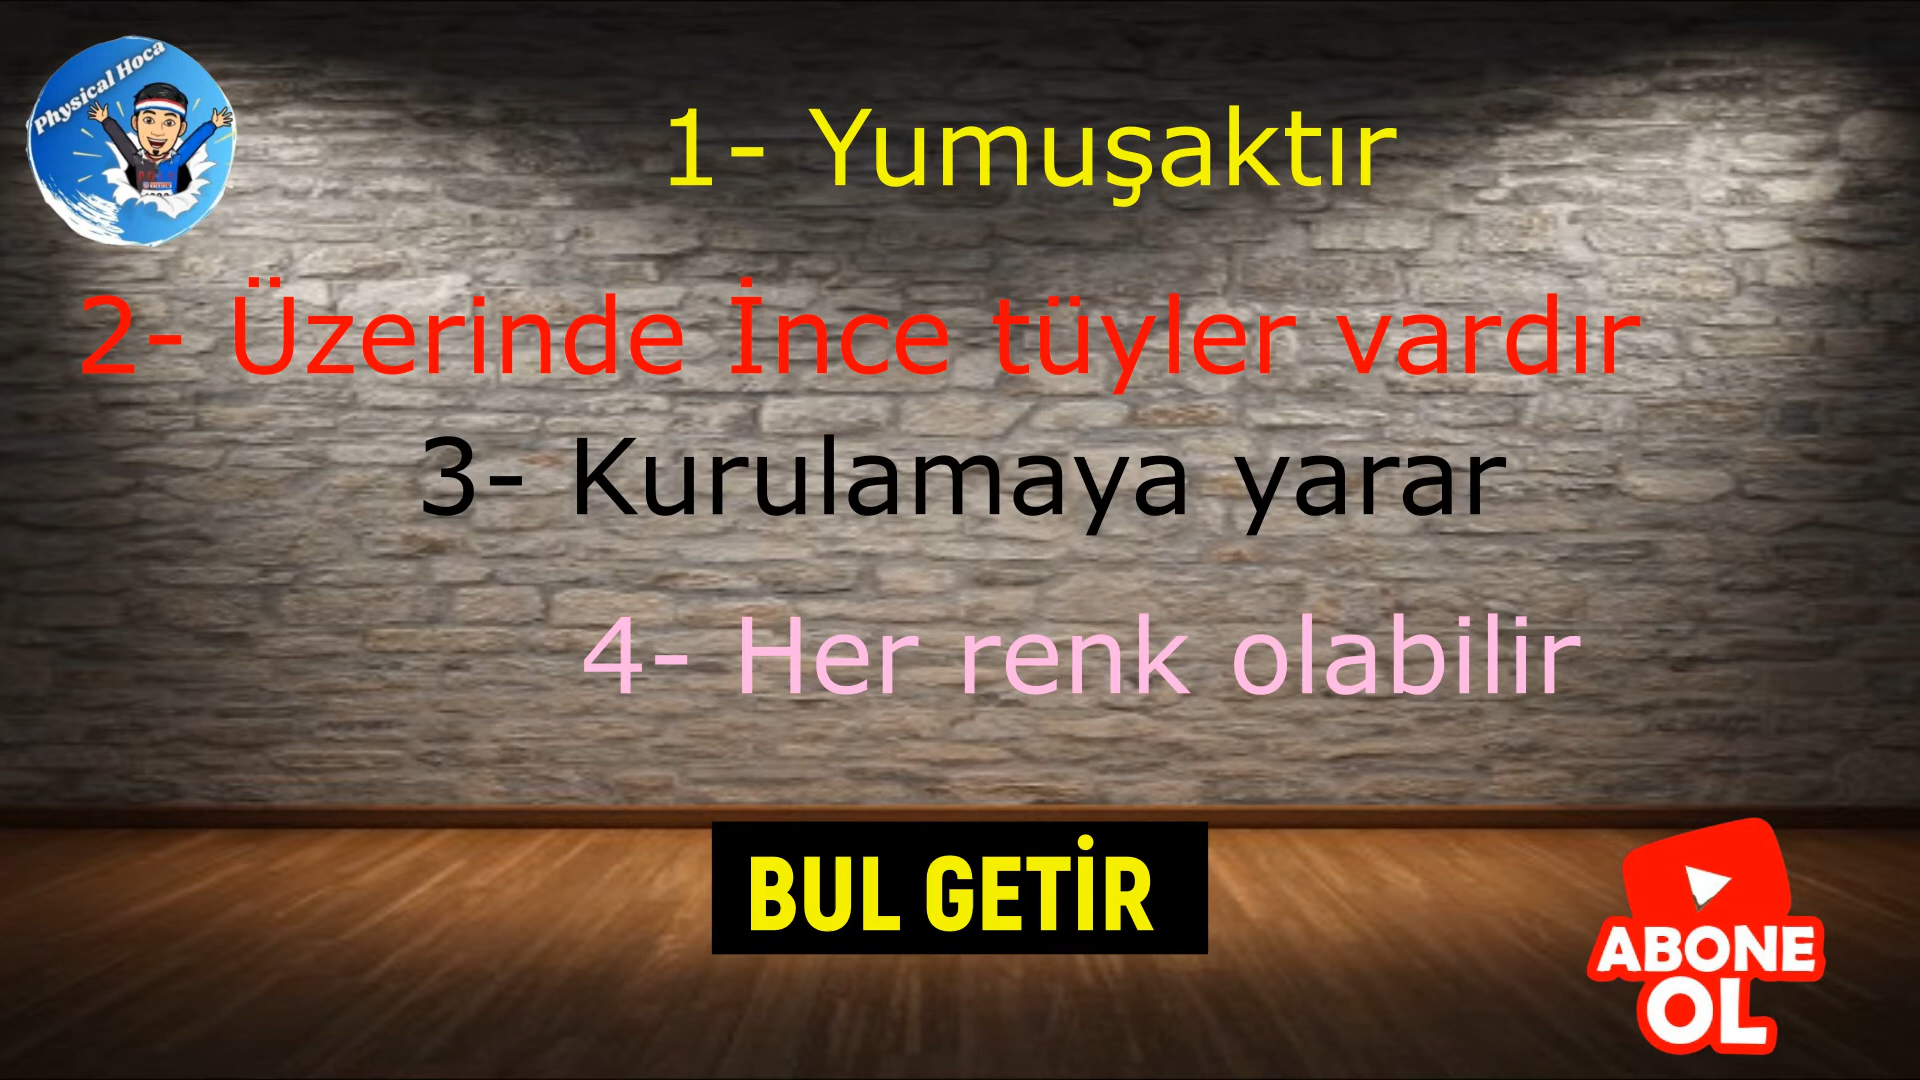 Physical Hoca
1- Yumuşaktır
2- Üzerinde İnce tüyler vardır
3- Kurulamaya yarar
4- Her renk olabilir
BUL GETİR
ABONE
OL